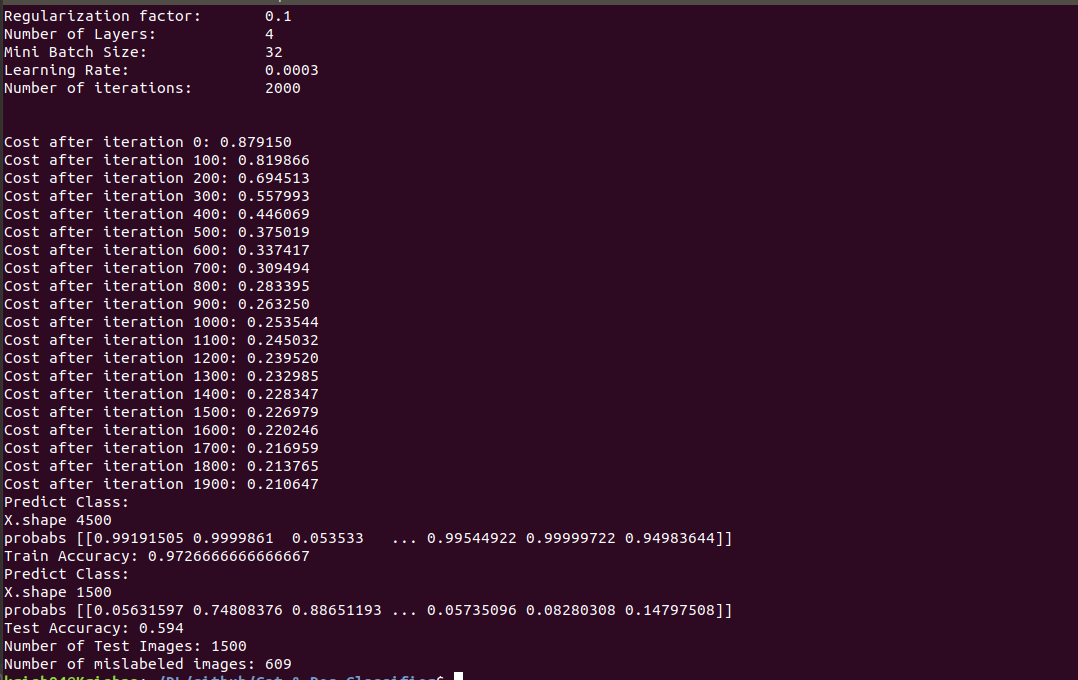 Regularization factor: 0.1
Number of Layers: 4
Mini Batch Size: 32
Learning Rate: 0.0003
Number of iterations: 2000
Cost after iteration 0: 0.879150
Cost after iteration 100: 0.819866
Cost after iteration 200: 0.694513
Cost after iteration 300: 0.557993
Cost after iteration 400: 0.446069
Cost after iteration 500: 0.375019
Cost after iteration 600: 0.337417
Cost after iteration 700: 0.309494
Cost after iteration 800: 0.283395
Cost after iteration 900: 0.263250
Cost after iteration 1000: 0.253544
Cost after iteration 1100: 0.245032
Cost after iteration 1200: 0.239520
Cost after iteration 1300: 0.232985
Cost after iteration 1400: 0.228347
Cost after iteration 1500: 0.226979
Cost after iteration 1600: 0.220246
Cost after iteration 1700: 0.216959
Cost after iteration 1800: 0.213765
Cost after iteration 1900: 0.210647
Predict Class:
X.shape 4500
probabs [[0.99191505 0.9999861 0.053533 ... 0.99544922 0.99999722 0.94983644]]
Train Accuracy: 0.9726666666666667
Predict Class:
X.shape 1500
probabs [[0.05631597 0.74808376 0.88651193 ... 0.05735096 0.08280308 0.14797508]]
Test Accuracy: 0.594
Number of Test Images: 1500
Number of mislabeled images: 609